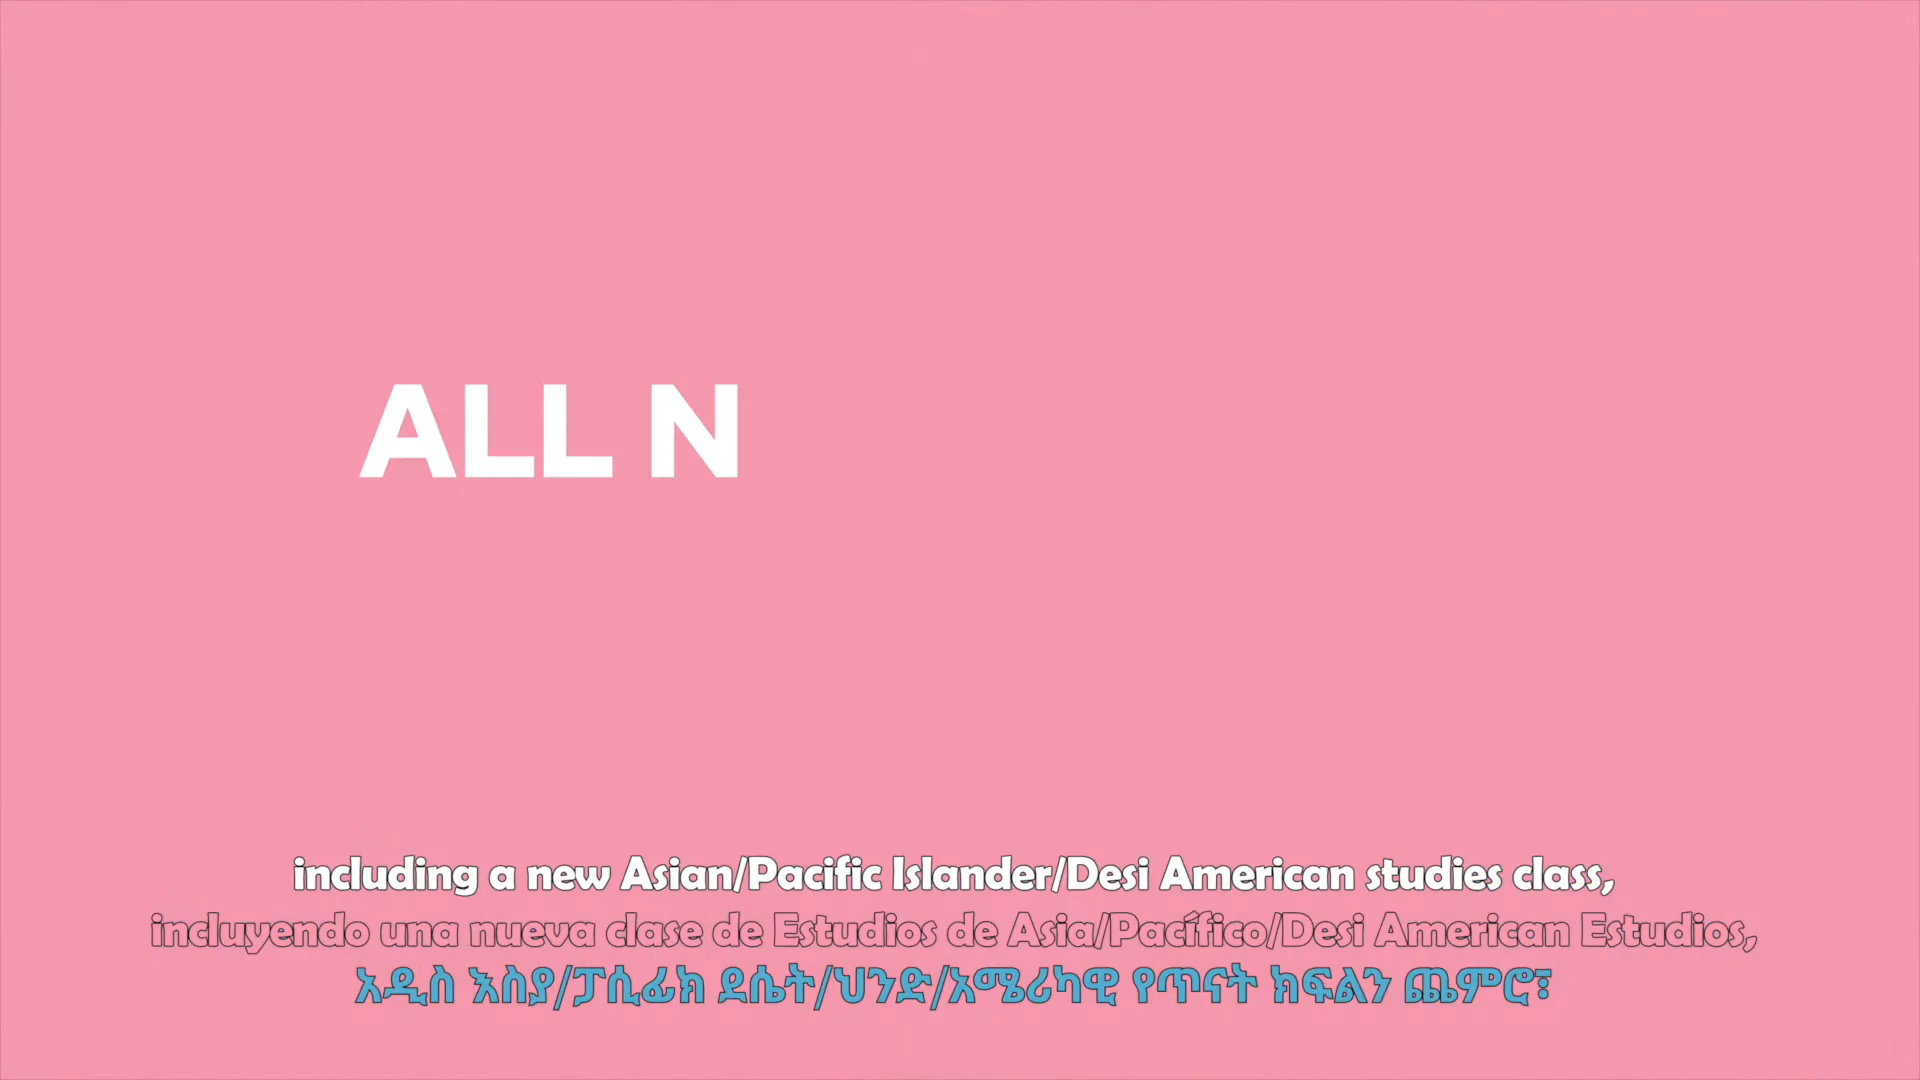 ALL N
including a new Asian/Pacific Islander/Desi American studies class,
incluyendo una nueva clase de Estudios de Asia/Pacífico/Desi American Estudios,
አዲስ እስያ/ፓሲፊክ ደሴት/ህንድ/አሜሪካዊ የጥናት ክፍልን ጨምሮ፣